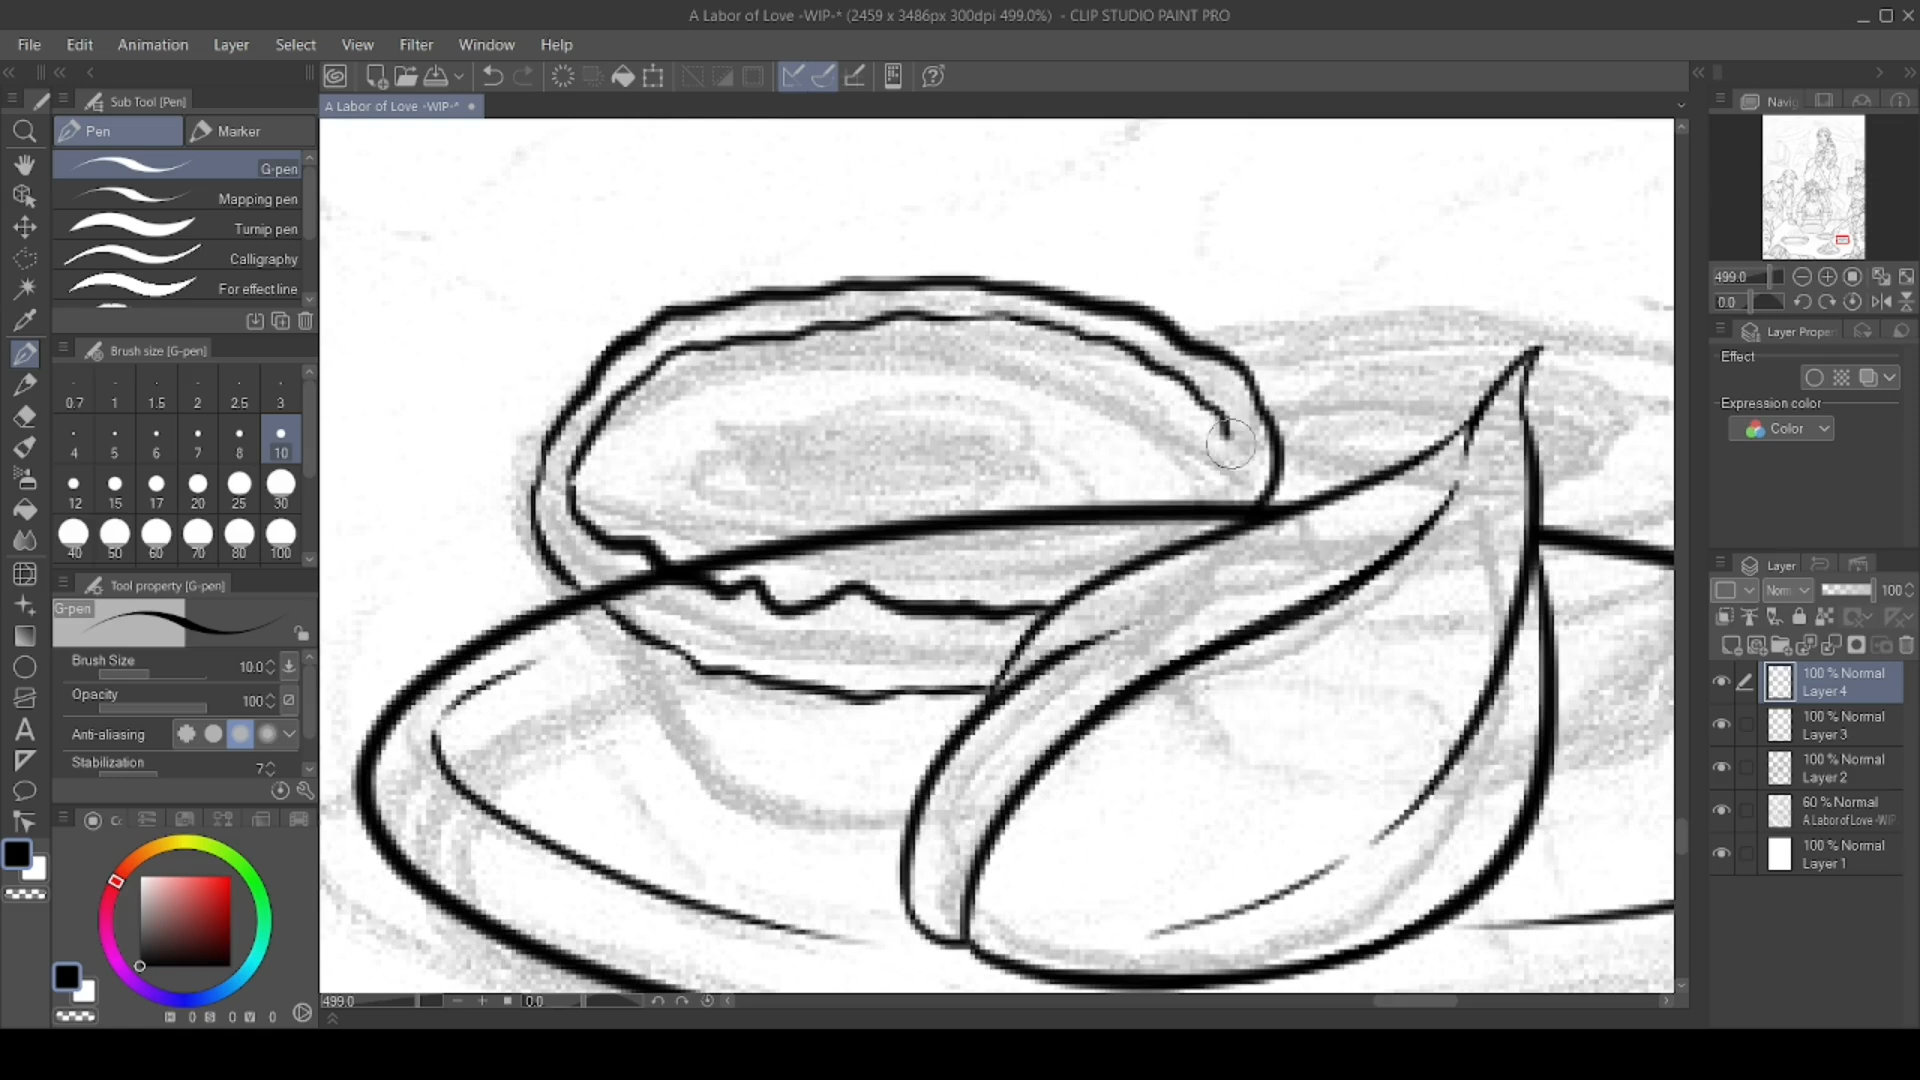 A Labor of Love -WIP-* (2459 x 3486px 300dpi 499.0%)  - CLIP STUDIO PAINT PRO
File Edit Animation Layer Select View Filter Window Help
Sub Tool [Pen]
A Labor of Love -WIP-*
Navig
Pen
Marker
G-pen
Mapping pen
Turnip pen
Calligraphy
For effect line
499.0
0.0
Layer Proper
Effect
Expression color
Color
Brush size [G-pen]
0.7 1 1.5 2 2.5 3
4 5 6 7 8 10
12 15 17 20 25 30
40 50 60 70 80 100
Tool property [G-pen]
G-pen
Brush Size 10.0
Opacity 100
Anti-aliasing
Stabilization 7
Layer
Norm 100
100 % Normal
Layer 4
100 % Normal
Layer 3
100 % Normal
Layer 2
60 % Normal
A Labor of Love -WIP
100 % Normal
Layer 1
499.0 0.0
H 0 S 0 V 0